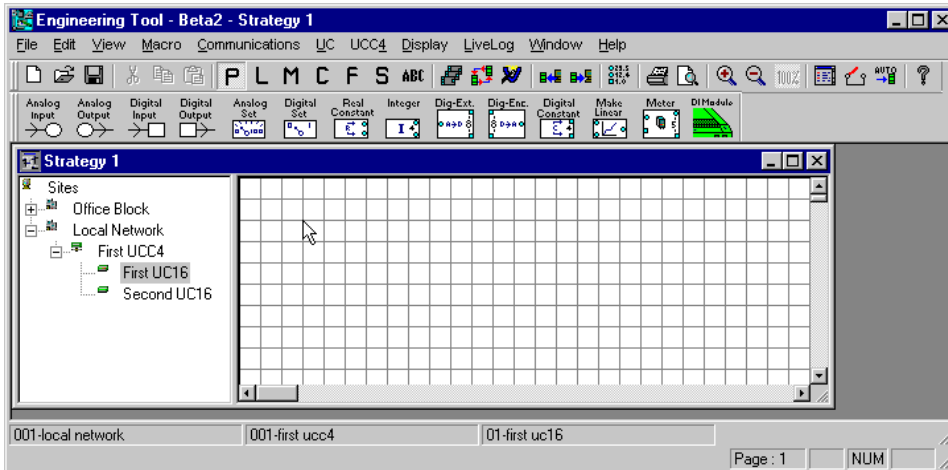 Engineering Tool - Beta2 - Strategy 1
File Edit View Macro Communications UC UCC4 Display LiveLog Window Help
P L M C F S ABC 100% AUTO ?
Analog Input Analog Output Digital Input Digital Output Analog Set Digital Set Real Constant Integer Dig-Ext. Dig-Enc. Digital Constant Make Linear Meter DI Module
Strategy 1
Sites
Office Block
Local Network
First UCC4
First UC16
Second UC16
001-local network 001-first ucc4 01-first uc16
Page : 1 NUM